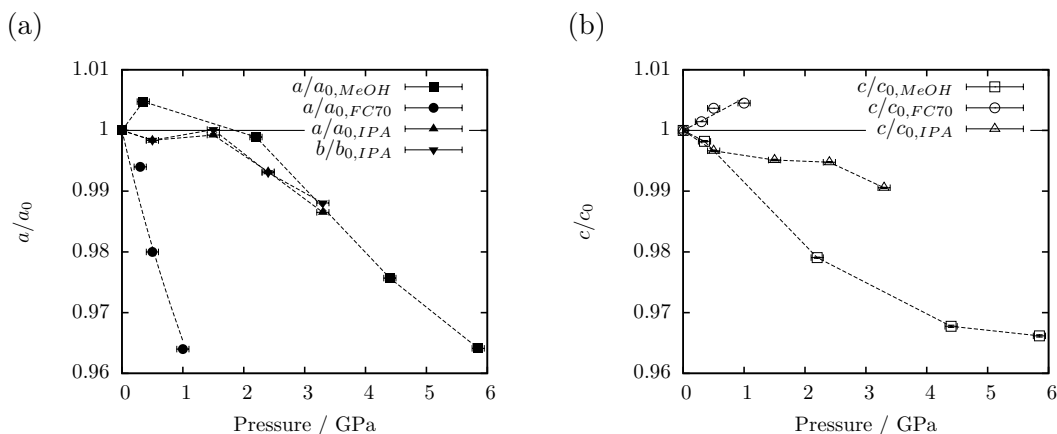 (a)
1.01
1
0.99
0.98
0.97
0.96
a/a0
a/a0,MeOH
a/a0,FC70
a/a0,IPA
b/b0,IPA
0 1 2 3 4 5 6
Pressure / GPa
(b)
1.01
1
0.99
0.98
0.97
0.96
c/c0
c/c0,MeOH
c/c0,FC70
c/c0,IPA
0 1 2 3 4 5 6
Pressure / GPa